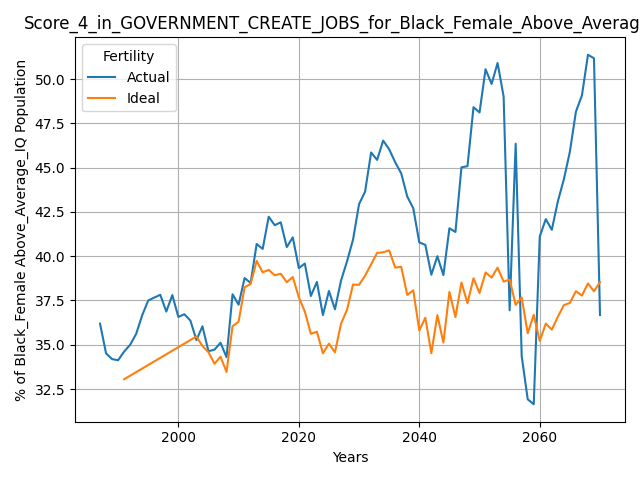 Score_4_in_GOVERNMENT_CREATE_JOBS_for_Black_Female_Above_Averag
Fertility
Actual
Ideal
% of Black_Female Above_Average_IQ Population
50.0
47.5
45.0
42.5
40.0
37.5
35.0
32.5
2000
2020
2040
2060
Years